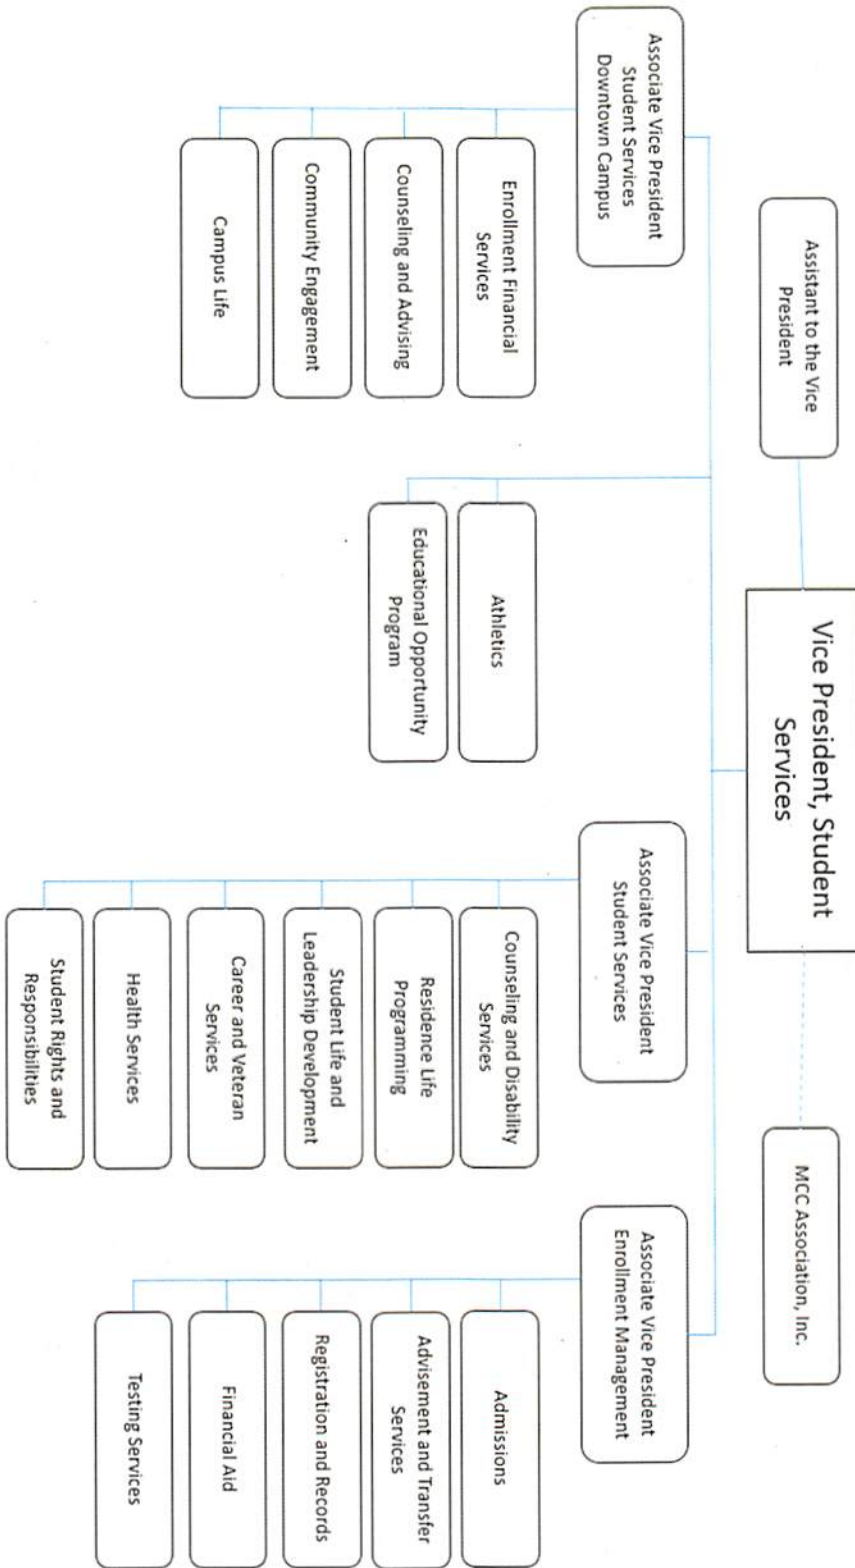 Vice President, Student
Services
Assistant to the Vice
President
MCC Association, Inc.
Associate Vice President
Student Services
Downtown Campus
Enrollment Financial
Services
Counseling and Advising
Community Engagement
Campus Life
Athletics
Educational Opportunity
Program
Associate Vice President
Student Services
Counseling and Disability
Services
Residence Life
Programming
Student Life and
Leadership Development
Career and Veteran
Services
Health Services
Student Rights and
Responsibilities
Associate Vice President
Enrollment Management
Admissions
Advisement and Transfer
Services
Registration and Records
Financial Aid
Testing Services